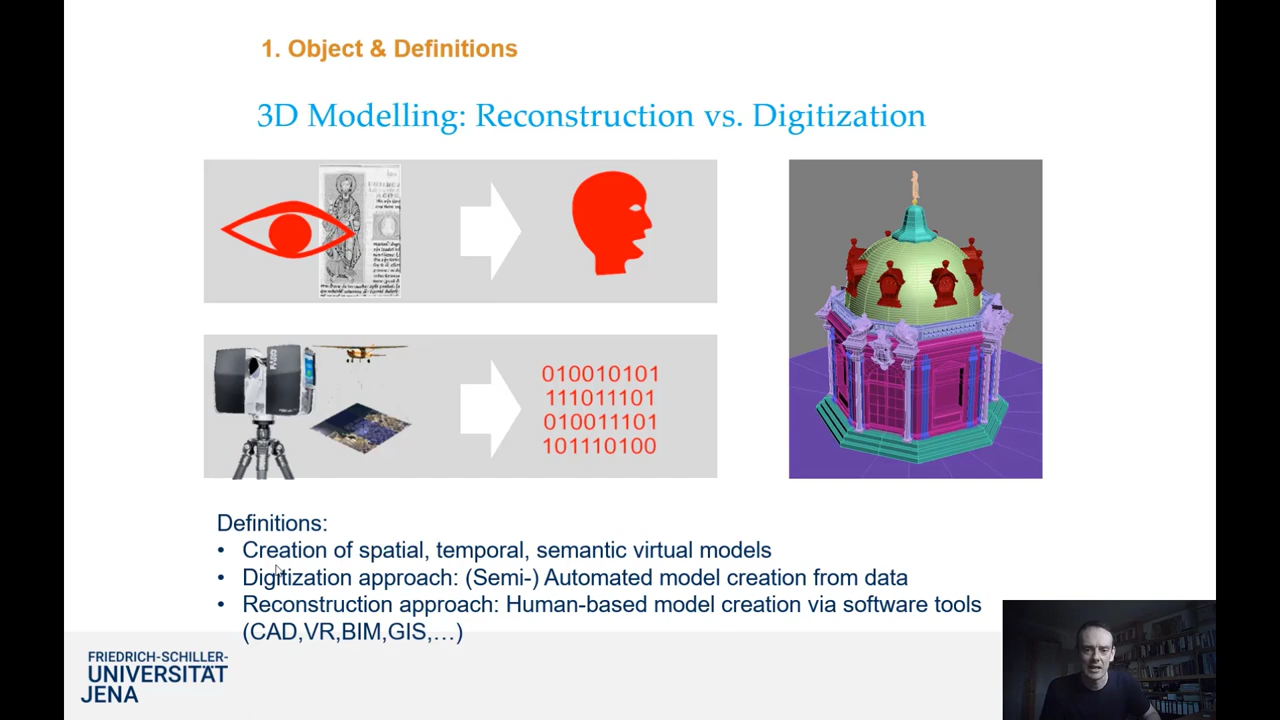 1. Object & Definitions
3D Modelling: Reconstruction vs. Digitization
010010101
111011101
010011101
101110100
Definitions:
• Creation of spatial, temporal, semantic virtual models
• Digitization approach: (Semi-) Automated model creation from data
• Reconstruction approach: Human-based model creation via software tools
(CAD,VR,BIM,GIS,…)
FRIEDRICH-SCHILLER-
UNIVERSITÄT
JENA